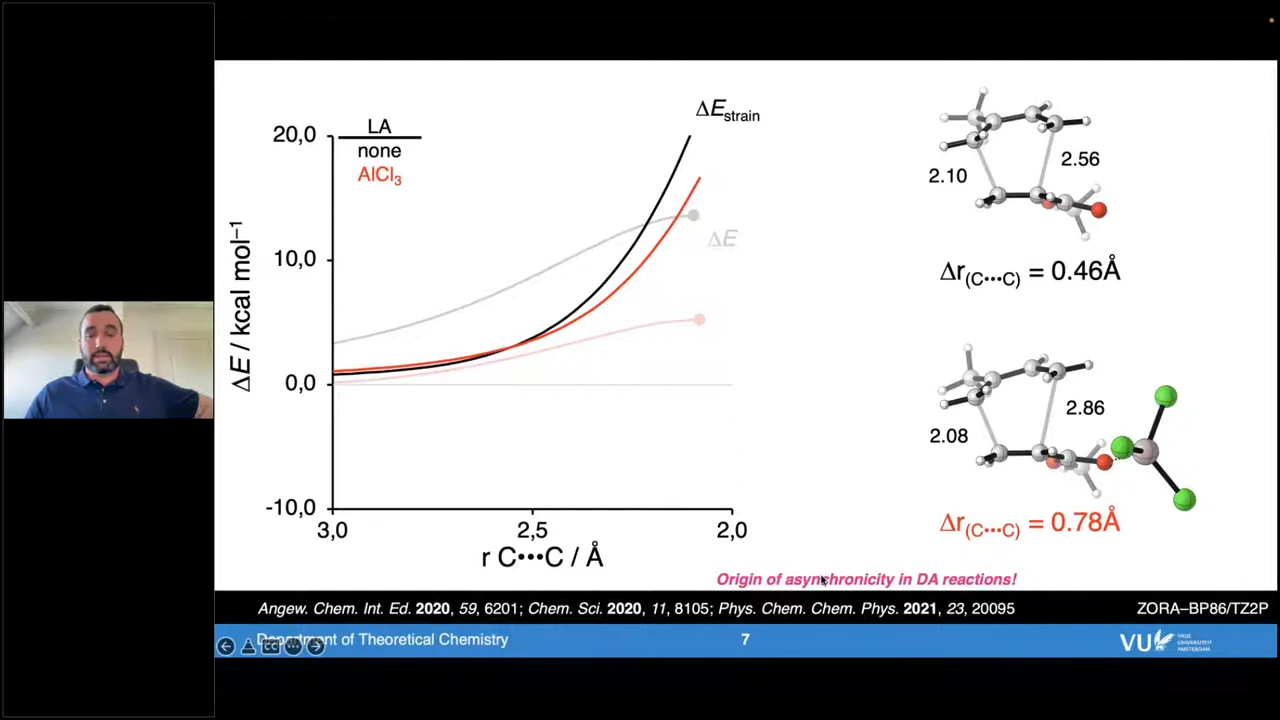 LA
none
AlCl3
ΔEstrain
ΔE
20,0
10,0
0,0
-10,0
ΔE / kcal mol−1
3,0
2,5
2,0
r C•••C / Å
2.10
2.56
Δr(C•••C) = 0.46Å
2.08
2.86
Δr(C•••C) = 0.78Å
Origin of asynchronicity in DA reactions!
Angew. Chem. Int. Ed. 2020, 59, 6201; Chem. Sci. 2020, 11, 8105; Phys. Chem. Chem. Phys. 2021, 23, 20095
ZORA–BP86/TZ2P
Department of Theoretical Chemistry
7
VU
VRIJE
UNIVERSITEIT
AMSTERDAM
CC